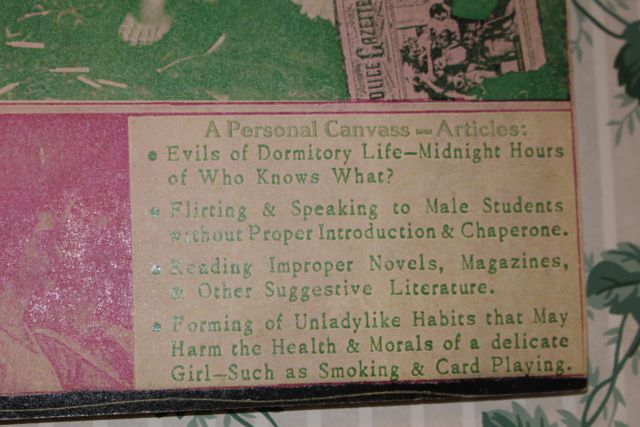 POLICE GAZETTE
A Personal Canvass — Articles:
• Evils of Dormitory Life—Midnight Hours
of Who Knows What?
• Flirting & Speaking to Male Students
without Proper Introduction & Chaperone.
• Reading Improper Novels, Magazines,
& Other Suggestive Literature.
• Forming of Unladylike Habits that May
Harm the Health & Morals of a delicate
Girl—Such as Smoking & Card Playing.